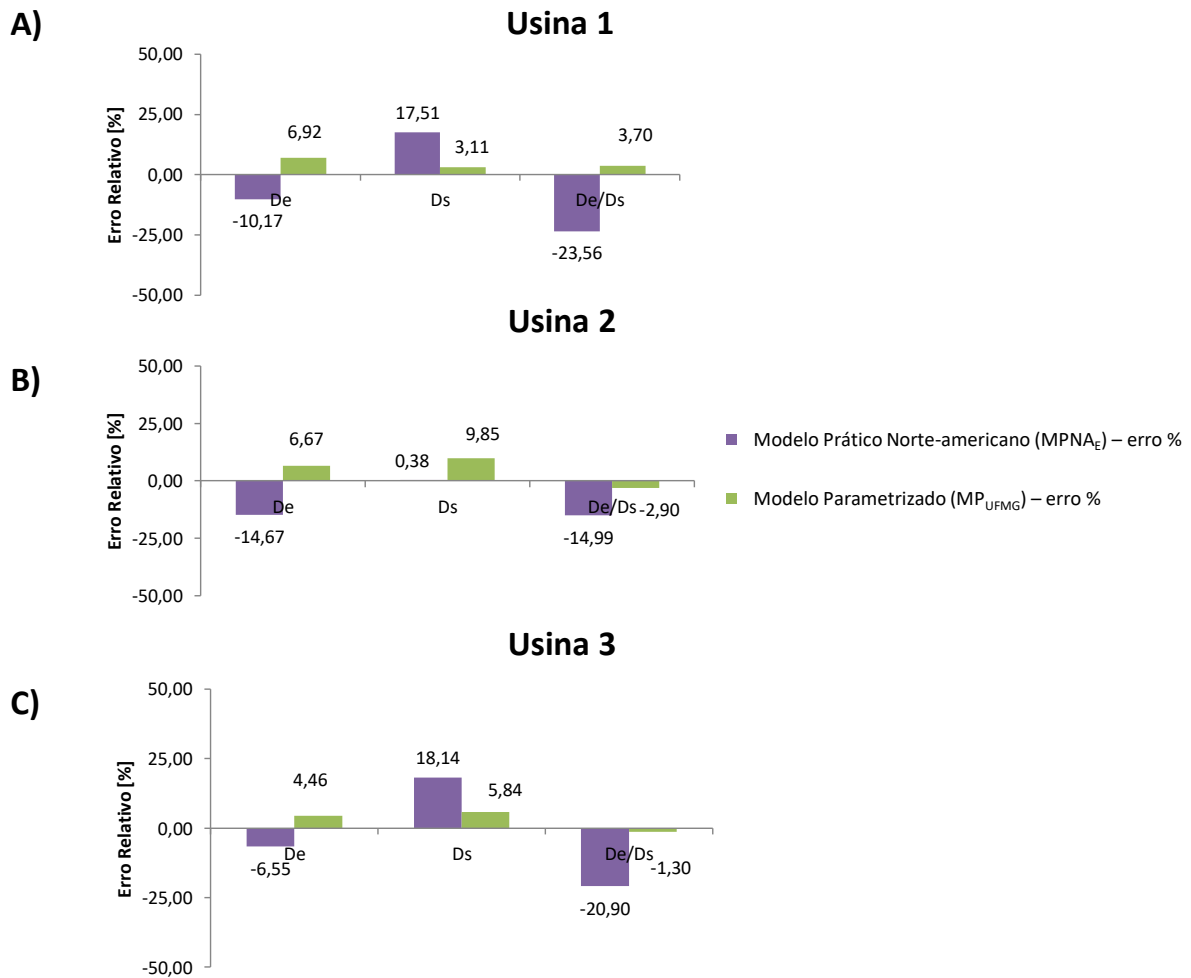 A)
Usina 1
Erro Relativo [%]
50,00
25,00
0,00
-25,00
-50,00
-10,17
6,92
17,51
3,11
-23,56
3,70
De
Ds
De/Ds
Usina 2
B)
Erro Relativo [%]
50,00
25,00
0,00
-25,00
-50,00
-14,67
6,67
0,38
9,85
-14,99
-2,90
De
Ds
De/Ds
Modelo Prático Norte-americano (MPNAE) – erro %
Modelo Parametrizado (MPUFMG) – erro %
Usina 3
C)
Erro Relativo [%]
50,00
25,00
0,00
-25,00
-50,00
-6,55
4,46
18,14
5,84
-20,90
-1,30
De
Ds
De/Ds